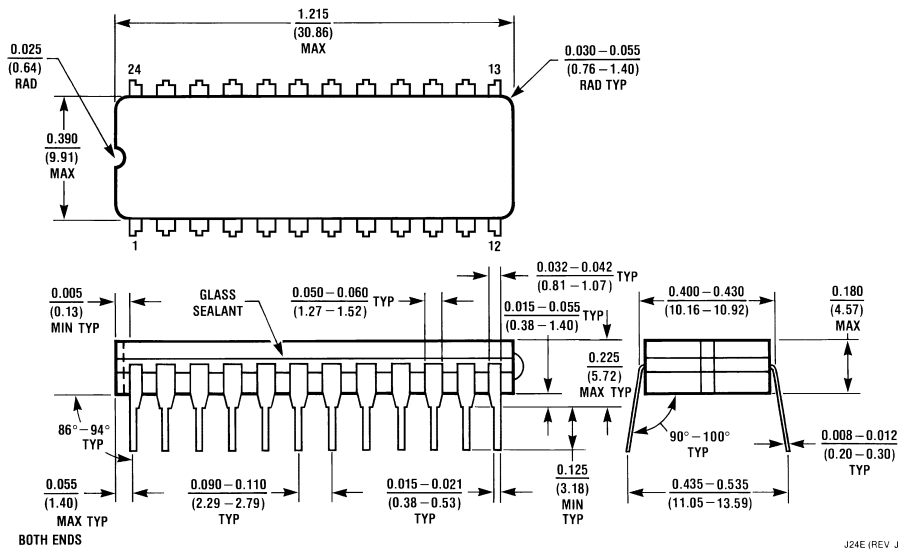 1.215
(30.86)
MAX
0.025
(0.64)
RAD
24
13
0.030 – 0.055
(0.76 – 1.40)
RAD TYP
0.390
(9.91)
MAX
1
12
0.005
(0.13)
MIN TYP
GLASS
SEALANT
0.050 – 0.060
(1.27 – 1.52)
TYP
0.032 – 0.042
(0.81 – 1.07)
TYP
0.015 – 0.055
(0.38 – 1.40)
TYP
0.400 – 0.430
(10.16 – 10.92)
0.180
(4.57)
MAX
0.225
(5.72)
MAX TYP
86° – 94°
TYP
90° – 100°
TYP
0.008 – 0.012
(0.20 – 0.30)
TYP
0.055
(1.40)
MAX TYP
BOTH ENDS
0.090 – 0.110
(2.29 – 2.79)
TYP
0.015 – 0.021
(0.38 – 0.53)
TYP
0.125
(3.18)
MIN
TYP
0.435 – 0.535
(11.05 – 13.59)
J24E (REV J